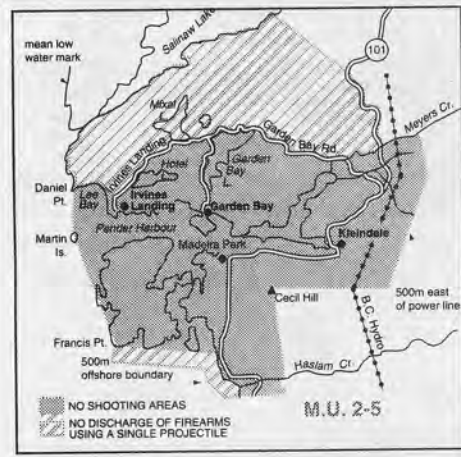 mean low
water mark
Salinaw Lake
101
Mixal
Meyers Cr.
Irvines Landing
Garden Bay Rd.
Hotel
Garden
Bay
Daniel
Pt.
Lee
Bay
Irvines
Landing
Garden Bay
Pender Harbour
Martin
Is.
Madeira Park
Kleindale
Cecil Hill
500m east
of power line
B.C. Hydro
Francis Pt.
500m
offshore boundary
Haslam Cr.
NO SHOOTING AREAS
M.U. 2-5
NO DISCHARGE OF FIREARMS
USING A SINGLE PROJECTILE